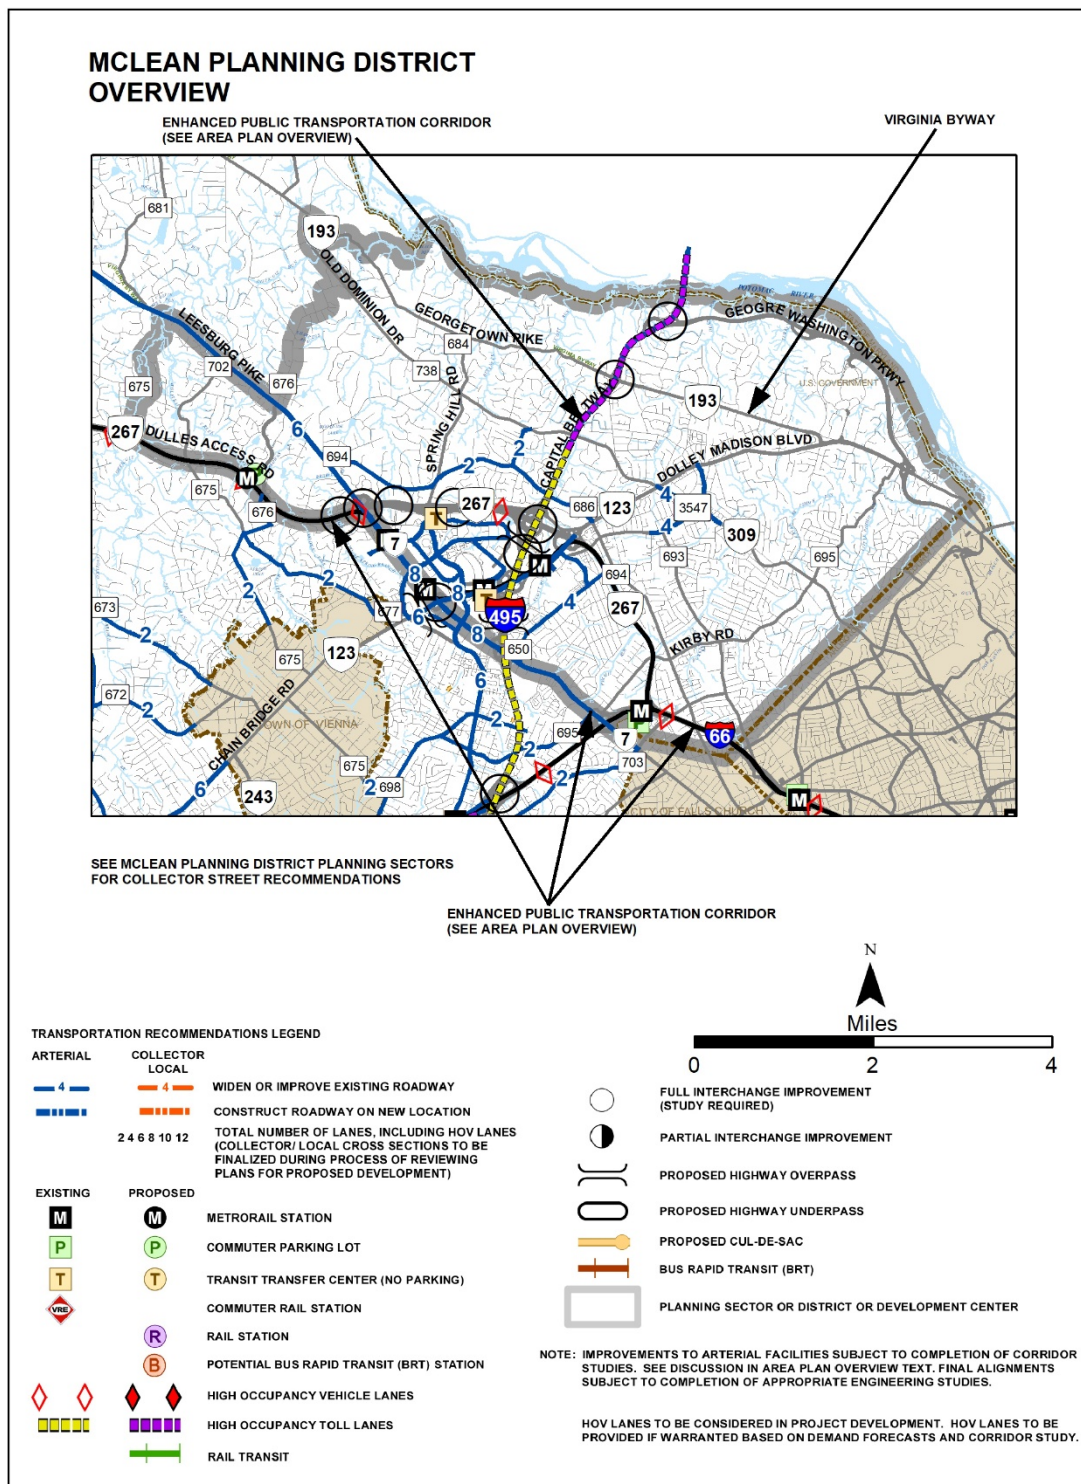 MCLEAN PLANNING DISTRICT
OVERVIEW
ENHANCED PUBLIC TRANSPORTATION CORRIDOR
(SEE AREA PLAN OVERVIEW)
VIRGINIA BYWAY
681
193
OLD DOMINION DR
GEORGETOWN PIKE
POTOMAC RIVER
GEOGRE WASHINGTON PKWY
LEESBURG PIKE
684
702
738
675
676
SPRING HILL RD
CAPITAL BELTWAY
VIRGINIA BYWAY
U.S. GOVERNMENT
193
6
267
DULLES ACCESS RD
DOLLEY MADISON BLVD
694
2
2
M
675
676
267
686
123
4
3547
4
309
T
7
2
2
8
8
M
M
T
M
693
695
694
673
677
6
495
4
267
2
123
8
650
KIRBY RD
675
6
672
2
CHAIN BRIDGE RD
TOWN OF VIENNA
M
P
695
7
66
2
703
675
2
698
2
6
243
CITY OF FALLS CHURCH
M
SEE MCLEAN PLANNING DISTRICT PLANNING SECTORS
FOR COLLECTOR STREET RECOMMENDATIONS
ENHANCED PUBLIC TRANSPORTATION CORRIDOR
(SEE AREA PLAN OVERVIEW)
N
Miles
0 2 4
TRANSPORTATION RECOMMENDATIONS LEGEND
ARTERIAL COLLECTOR
LOCAL
4 4 WIDEN OR IMPROVE EXISTING ROADWAY
CONSTRUCT ROADWAY ON NEW LOCATION
2 4 6 8 10 12 TOTAL NUMBER OF LANES, INCLUDING HOV LANES
(COLLECTOR/ LOCAL CROSS SECTIONS TO BE
FINALIZED DURING PROCESS OF REVIEWING
PLANS FOR PROPOSED DEVELOPMENT)
EXISTING PROPOSED
M M METRORAIL STATION
P P COMMUTER PARKING LOT
T T TRANSIT TRANSFER CENTER (NO PARKING)
VRE COMMUTER RAIL STATION
R RAIL STATION
B POTENTIAL BUS RAPID TRANSIT (BRT) STATION
HIGH OCCUPANCY VEHICLE LANES
HIGH OCCUPANCY TOLL LANES
RAIL TRANSIT
FULL INTERCHANGE IMPROVEMENT
(STUDY REQUIRED)
PARTIAL INTERCHANGE IMPROVEMENT
PROPOSED HIGHWAY OVERPASS
PROPOSED HIGHWAY UNDERPASS
PROPOSED CUL-DE-SAC
BUS RAPID TRANSIT (BRT)
PLANNING SECTOR OR DISTRICT OR DEVELOPMENT CENTER
NOTE: IMPROVEMENTS TO ARTERIAL FACILITIES SUBJECT TO COMPLETION OF CORRIDOR
STUDIES. SEE DISCUSSION IN AREA PLAN OVERVIEW TEXT. FINAL ALIGNMENTS
SUBJECT TO COMPLETION OF APPROPRIATE ENGINEERING STUDIES.
HOV LANES TO BE CONSIDERED IN PROJECT DEVELOPMENT. HOV LANES TO BE
PROVIDED IF WARRANTED BASED ON DEMAND FORECASTS AND CORRIDOR STUDY.